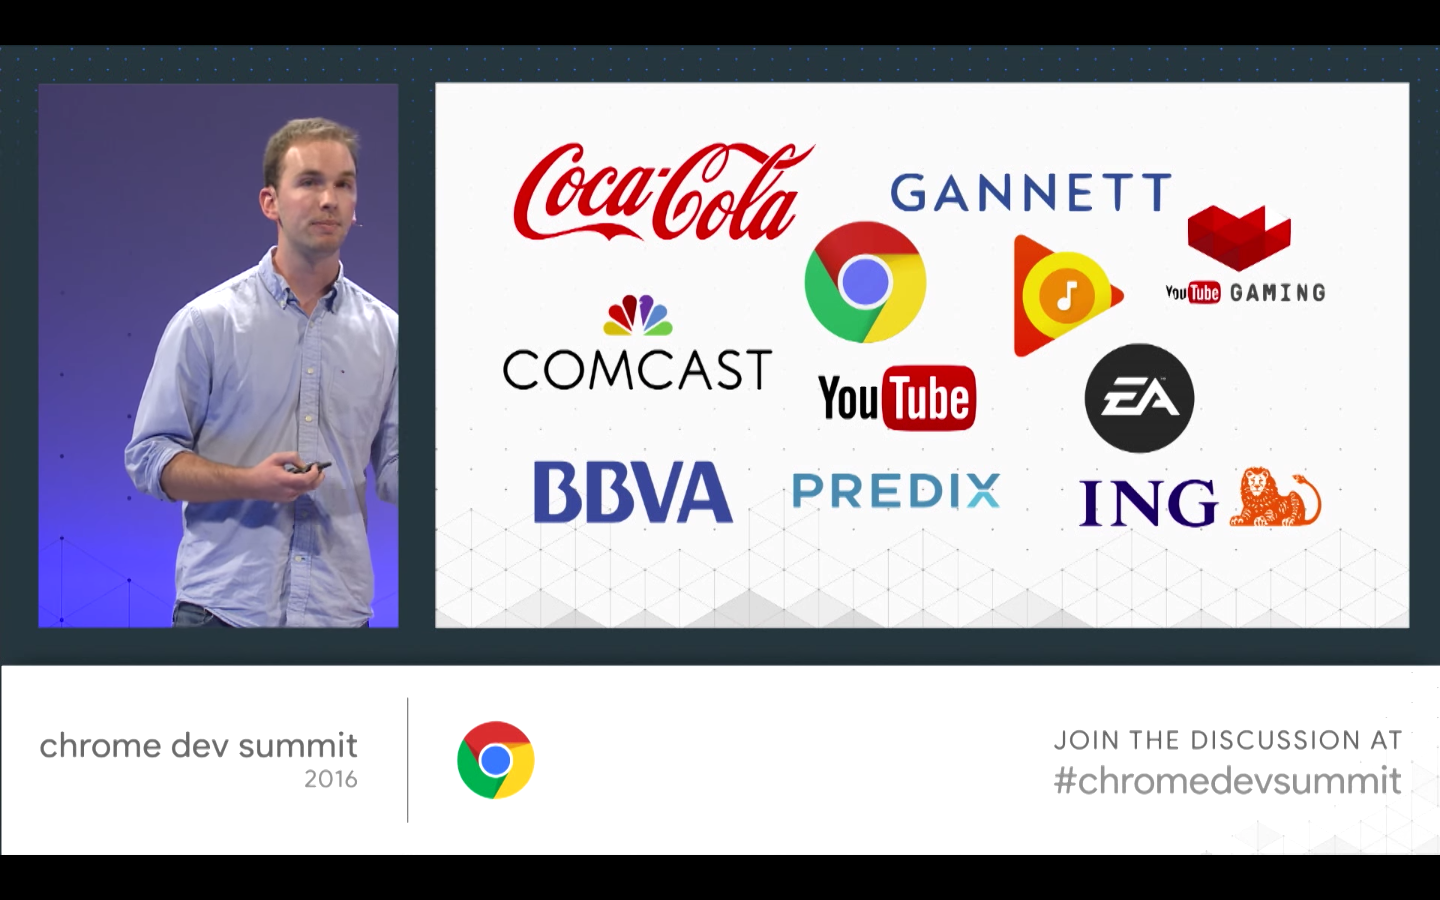 Coca-Cola
GANNETT
YouTube GAMING
COMCAST
YouTube
EA
BBVA
PREDIX
ING
chrome dev summit
2016
JOIN THE DISCUSSION AT
#chromedevsummit